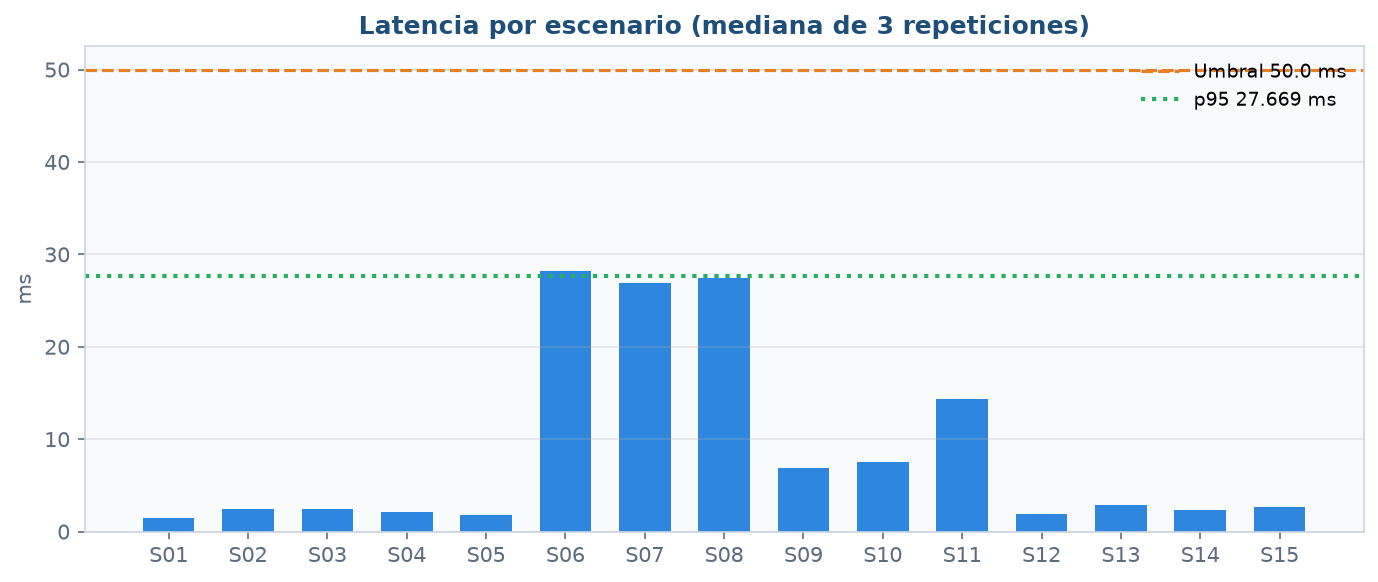 Latencia por escenario (mediana de 3 repeticiones)
50
Umbral 50.0 ms
p95 27.669 ms
40
30
ms
20
10
0
S01 S02 S03 S04 S05 S06 S07 S08 S09 S10 S11 S12 S13 S14 S15